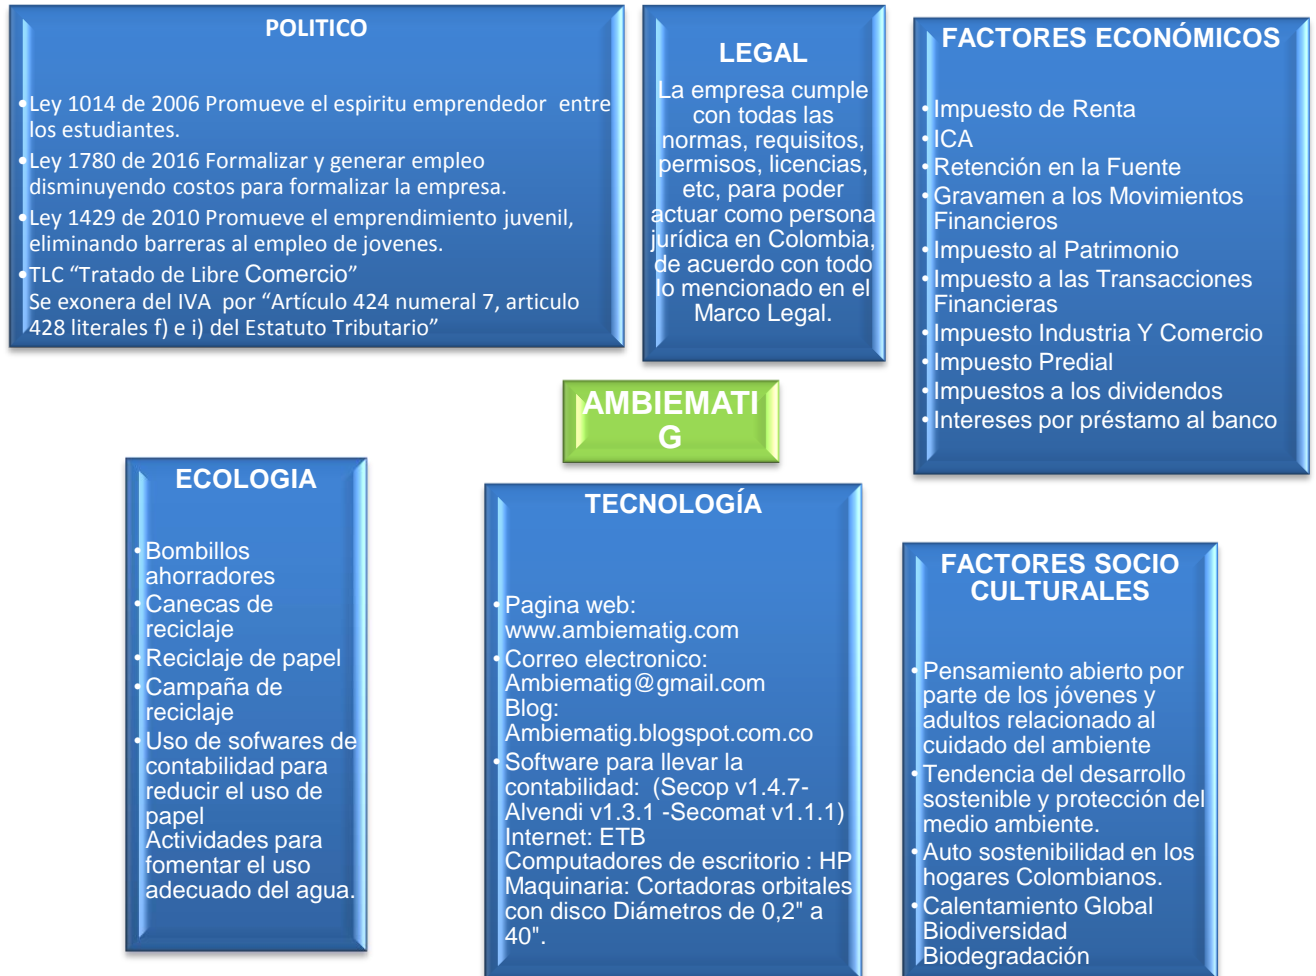 POLITICO
•Ley 1014 de 2006 Promueve el espiritu emprendedor entre
los estudiantes.
•Ley 1780 de 2016 Formalizar y generar empleo
disminuyendo costos para formalizar la empresa.
•Ley 1429 de 2010 Promueve el emprendimiento juvenil,
eliminando barreras al empleo de jovenes.
•TLC “Tratado de Libre Comercio”
Se exonera del IVA por “Artículo 424 numeral 7, articulo
428 literales f) e i) del Estatuto Tributario”
LEGAL
La empresa cumple
con todas las
normas, requisitos,
permisos, licencias,
etc, para poder
actuar como persona
jurídica en Colombia,
de acuerdo con todo
lo mencionado en el
Marco Legal.
FACTORES ECONÓMICOS
• Impuesto de Renta
• ICA
• Retención en la Fuente
• Gravamen a los Movimientos
Financieros
• Impuesto al Patrimonio
• Impuesto a las Transacciones
Financieras
• Impuesto Industria Y Comercio
• Impuesto Predial
• Impuestos a los dividendos
• Intereses por préstamo al banco
AMBIEMATI
G
ECOLOGIA
• Bombillos
ahorradores
• Canecas de
reciclaje
• Reciclaje de papel
• Campaña de
reciclaje
• Uso de sofwares de
contabilidad para
reducir el uso de
papel
Actividades para
fomentar el uso
adecuado del agua.
TECNOLOGÍA
• Pagina web:
www.ambiematig.com
• Correo electronico:
Ambiematig@gmail.com
Blog:
Ambiematig.blogspot.com.co
• Software para llevar la
contabilidad: (Secop v1.4.7-
Alvendi v1.3.1 -Secomat v1.1.1)
Internet: ETB
Computadores de escritorio : HP
Maquinaria: Cortadoras orbitales
con disco Diámetros de 0,2" a
40".
FACTORES SOCIO
CULTURALES
• Pensamiento abierto por
parte de los jóvenes y
adultos relacionado al
cuidado del ambiente
• Tendencia del desarrollo
sostenible y protección del
medio ambiente.
• Auto sostenibilidad en los
hogares Colombianos.
• Calentamiento Global
Biodiversidad
Biodegradación